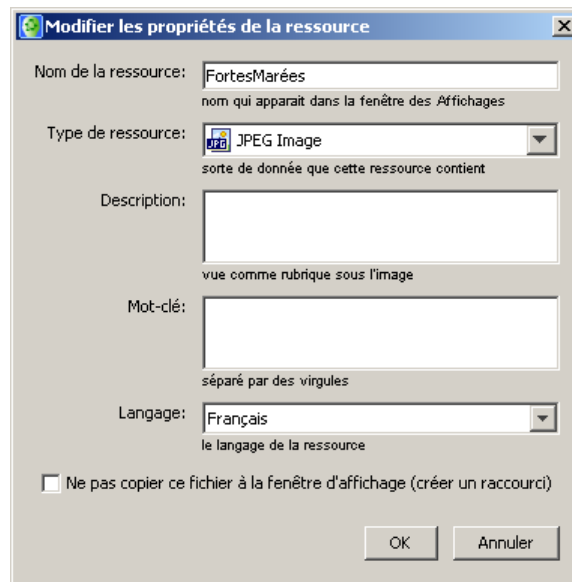 Modifier les propriétés de la ressource
Nom de la ressource: FortesMarées
nom qui apparait dans la fenêtre des Affichages
Type de ressource: JPG JPEG Image
sorte de donnée que cette ressource contient
Description:
vue comme rubrique sous l'image
Mot-clé:
séparé par des virgules
Langage: Français
le langage de la ressource
Ne pas copier ce fichier à la fenêtre d'affichage (créer un raccourci)
OK Annuler